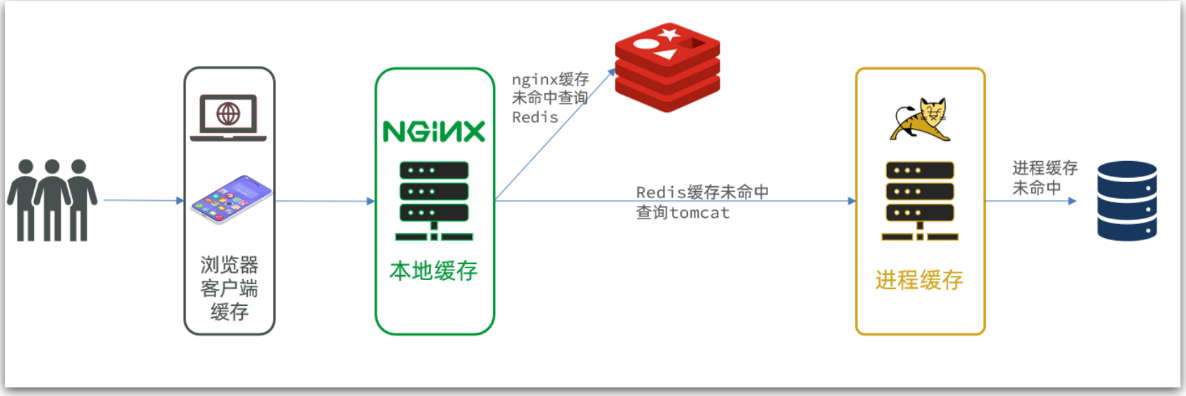 浏览器
客户端
缓存
NGINX
本地缓存
nginx缓存
未命中查询
Redis
Redis缓存未命中
查询tomcat
进程缓存
进程缓存
未命中